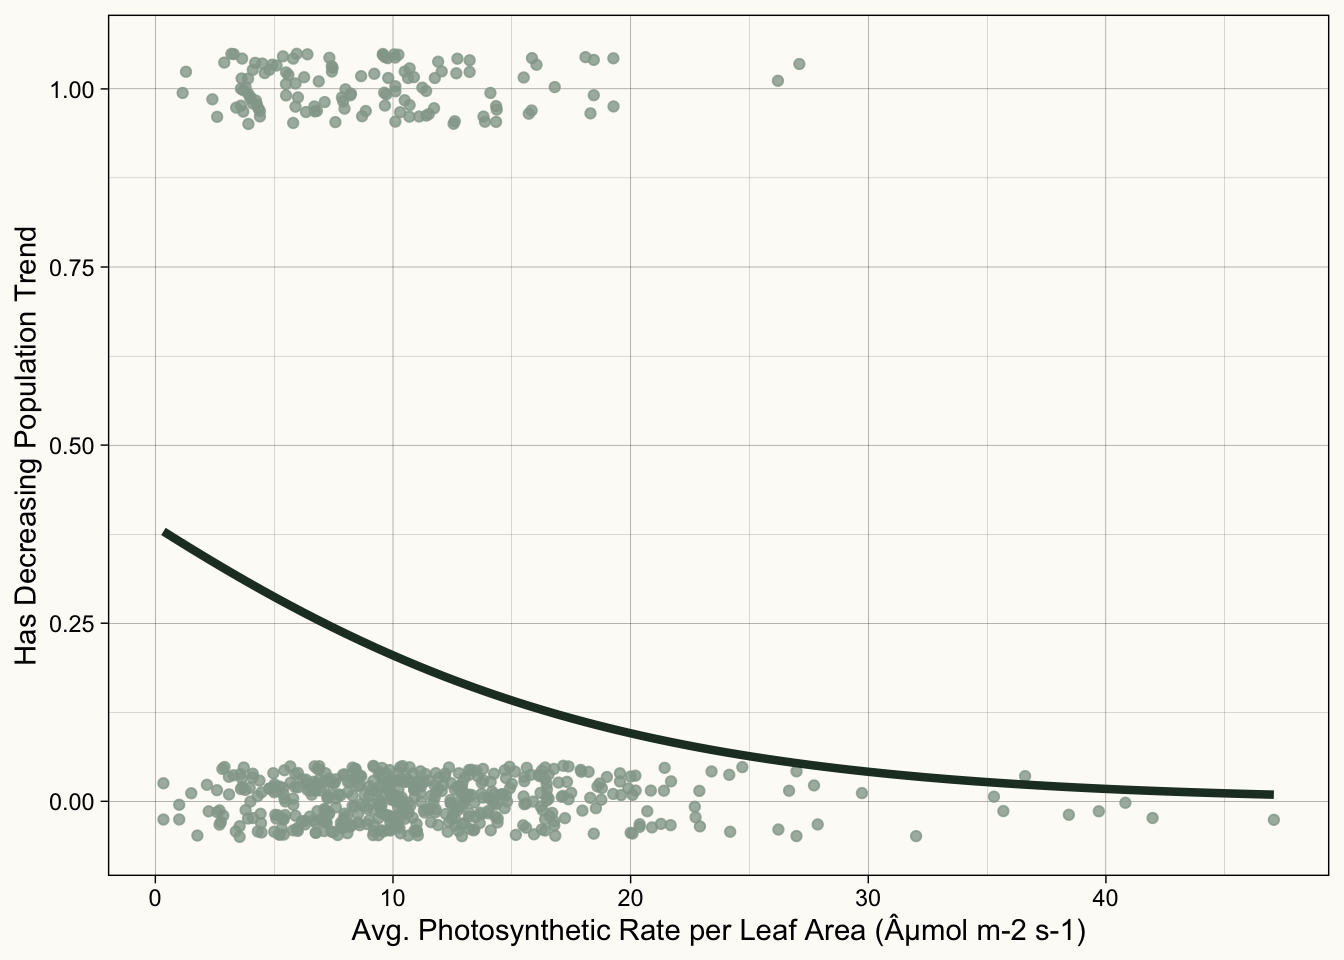 Has Decreasing Population Trend
1.00
0.75
0.50
0.25
0.00
0 10 20 30 40
Avg. Photosynthetic Rate per Leaf Area (Âµmol m-2 s-1)